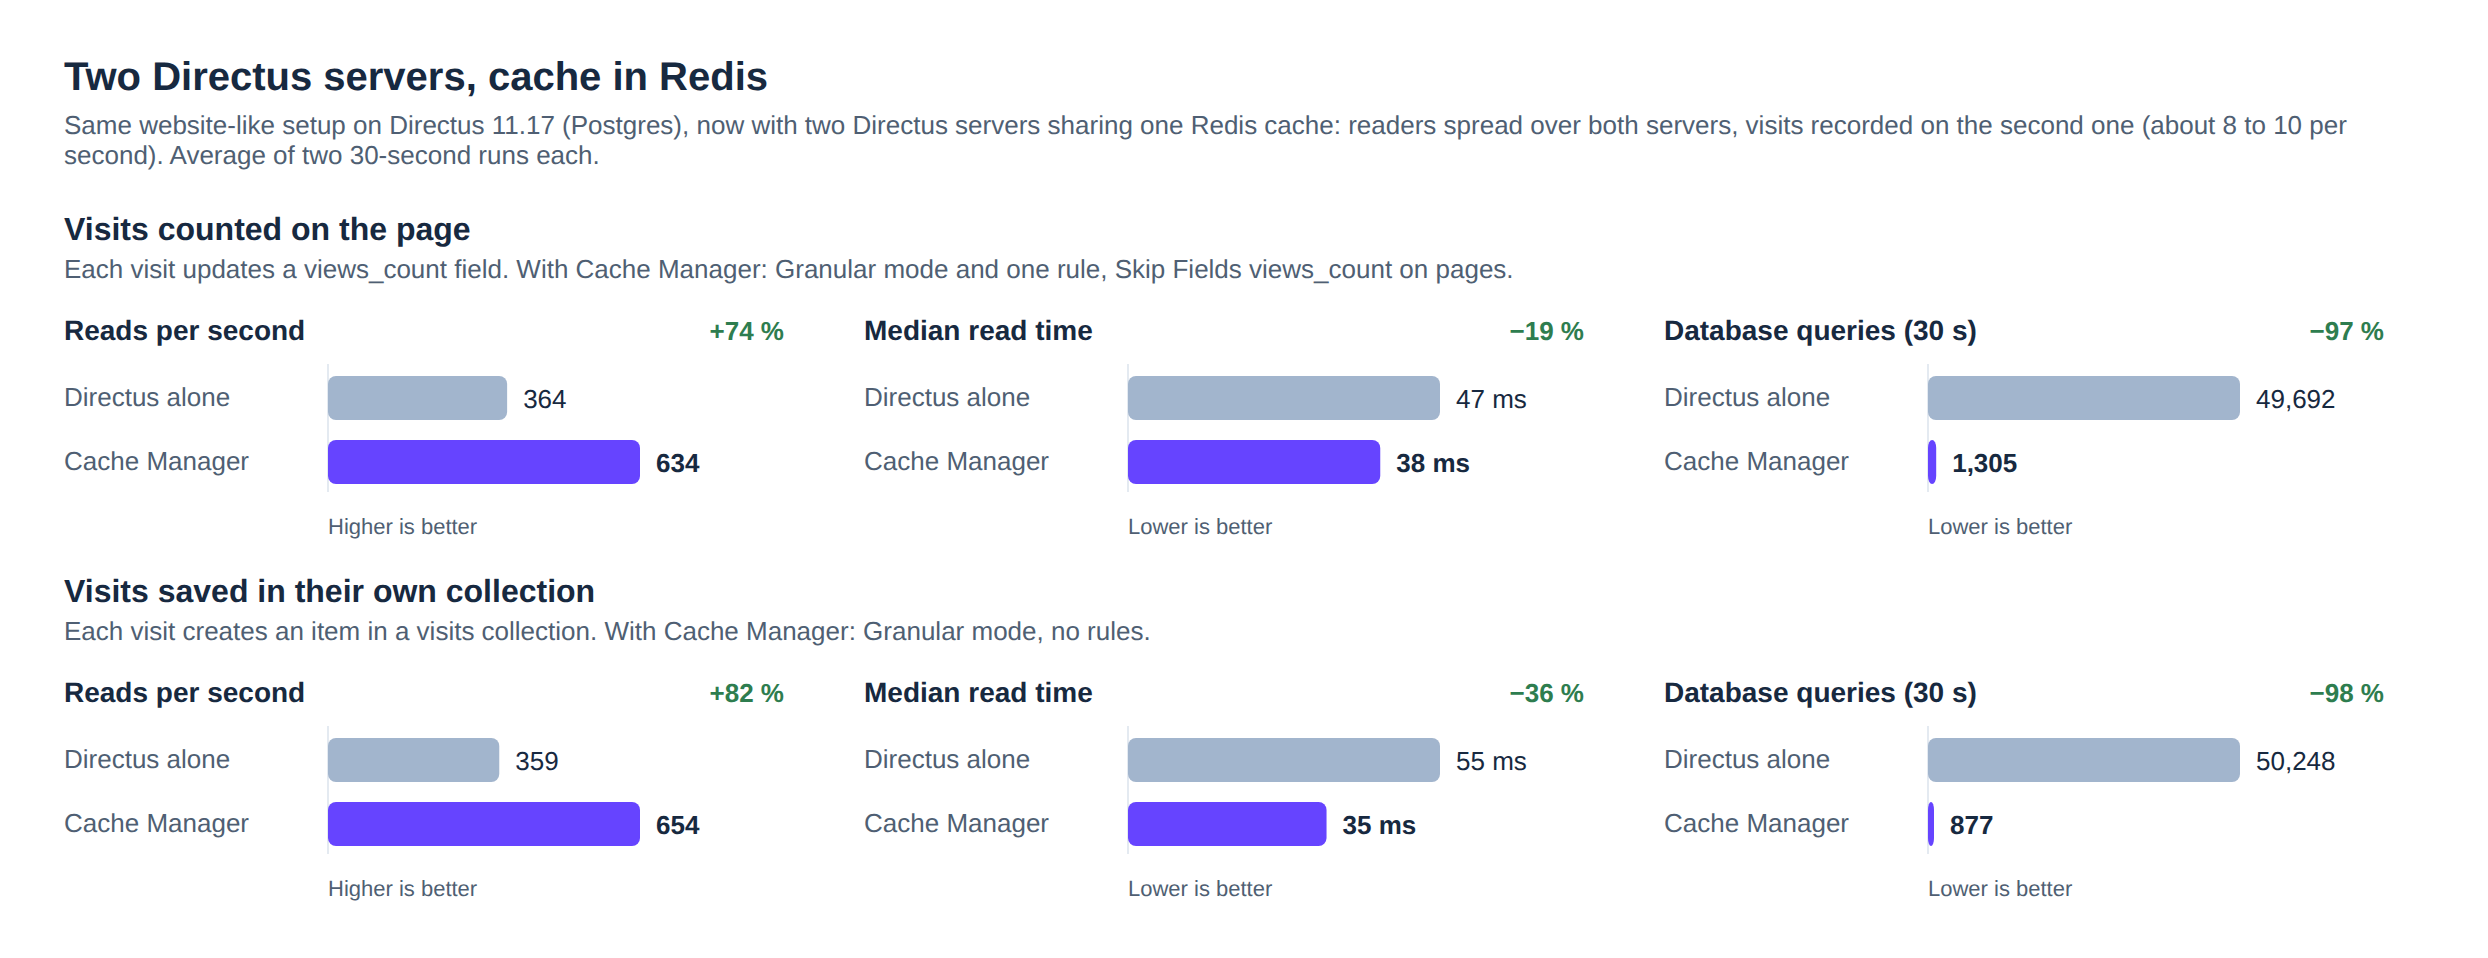 Two Directus servers, cache in Redis
Same website-like setup on Directus 11.17 (Postgres), now with two Directus servers sharing one Redis cache: readers spread over both servers, visits recorded on the second one (about 8 to 10 per
second). Average of two 30-second runs each.
Visits counted on the page
Each visit updates a views_count field. With Cache Manager: Granular mode and one rule, Skip Fields views_count on pages.
Reads per second +74 %
Directus alone 364
Cache Manager 634
Higher is better
Median read time −19 %
Directus alone 47 ms
Cache Manager 38 ms
Lower is better
Database queries (30 s) −97 %
Directus alone 49,692
Cache Manager 1,305
Lower is better
Visits saved in their own collection
Each visit creates an item in a visits collection. With Cache Manager: Granular mode, no rules.
Reads per second +82 %
Directus alone 359
Cache Manager 654
Higher is better
Median read time −36 %
Directus alone 55 ms
Cache Manager 35 ms
Lower is better
Database queries (30 s) −98 %
Directus alone 50,248
Cache Manager 877
Lower is better